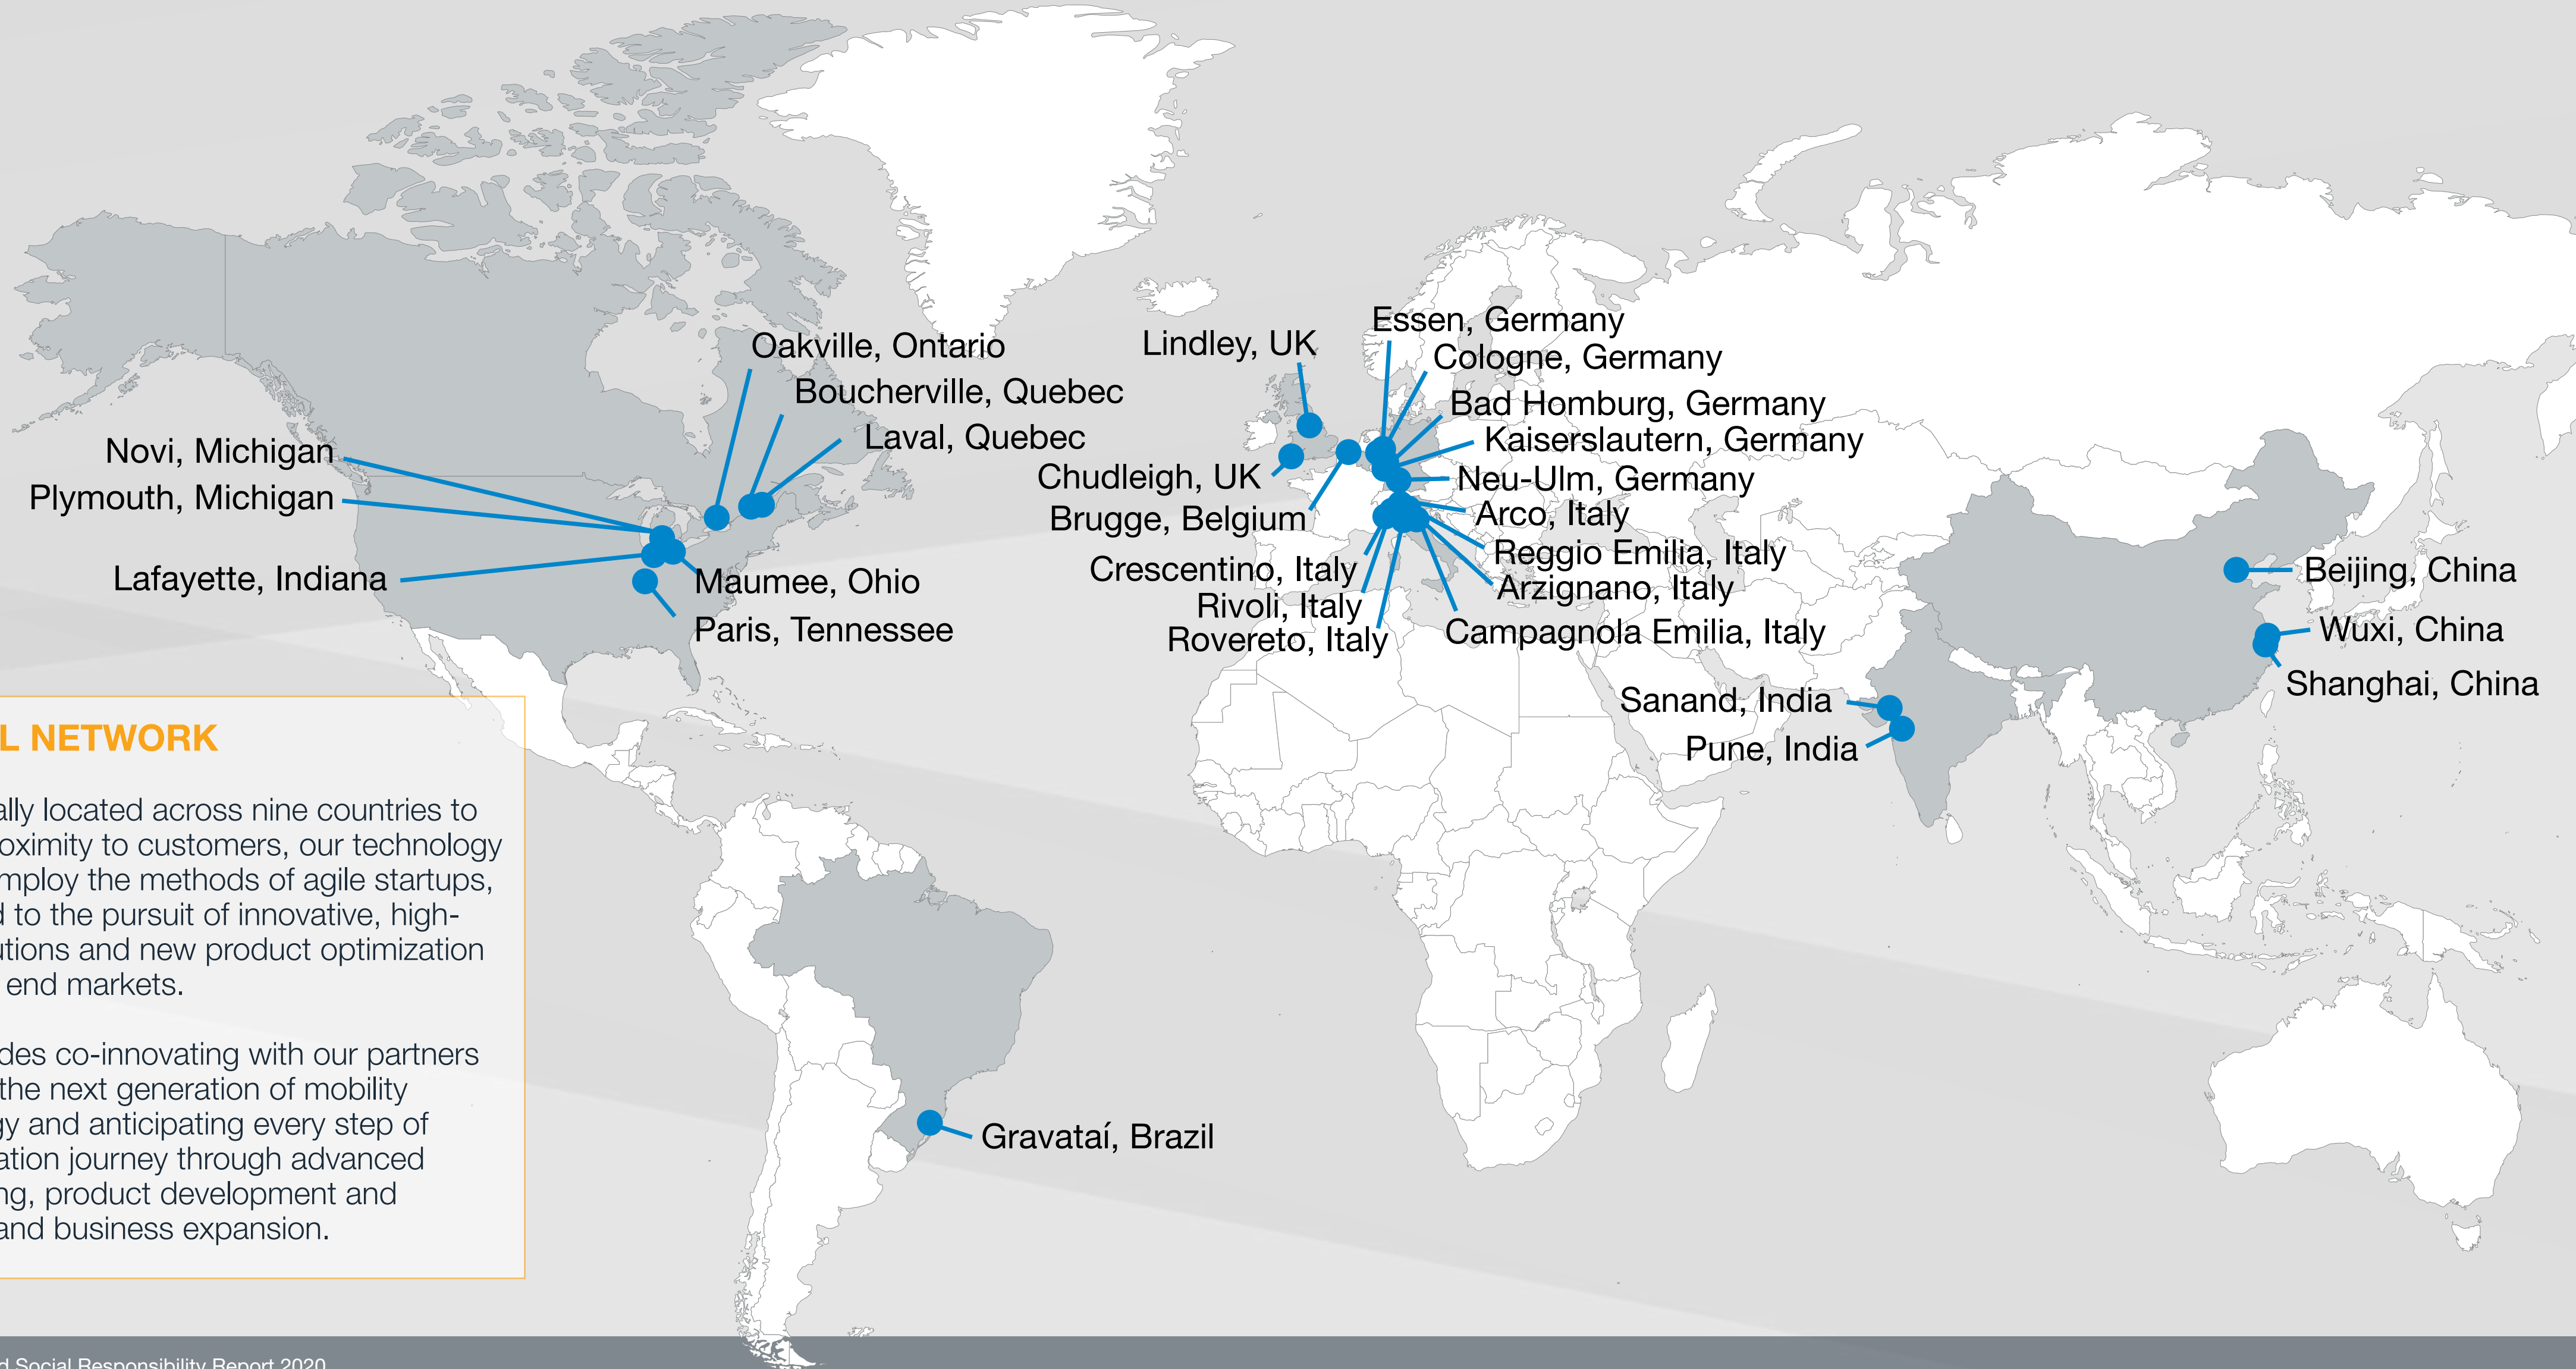 Oakville, Ontario
Boucherville, Quebec
Laval, Quebec
Novi, Michigan
Plymouth, Michigan
Lafayette, Indiana
Maumee, Ohio
Paris, Tennessee
Lindley, UK
Chudleigh, UK
Brugge, Belgium
Essen, Germany
Cologne, Germany
Bad Homburg, Germany
Kaiserslautern, Germany
Neu-Ulm, Germany
Arco, Italy
Reggio Emilia, Italy
Arzignano, Italy
Campagnola Emilia, Italy
Crescentino, Italy
Rivoli, Italy
Rovereto, Italy
Beijing, China
Wuxi, China
Shanghai, China
Sanand, India
Pune, India
Gravataí, Brazil
L NETWORK
ally located across nine countries to
oximity to customers, our technology
mploy the methods of agile startups,
d to the pursuit of innovative, high-
utions and new product optimization
end markets.
des co-innovating with our partners
the next generation of mobility
gy and anticipating every step of
ation journey through advanced
ng, product development and
and business expansion.
d Social Responsibility Report 2020